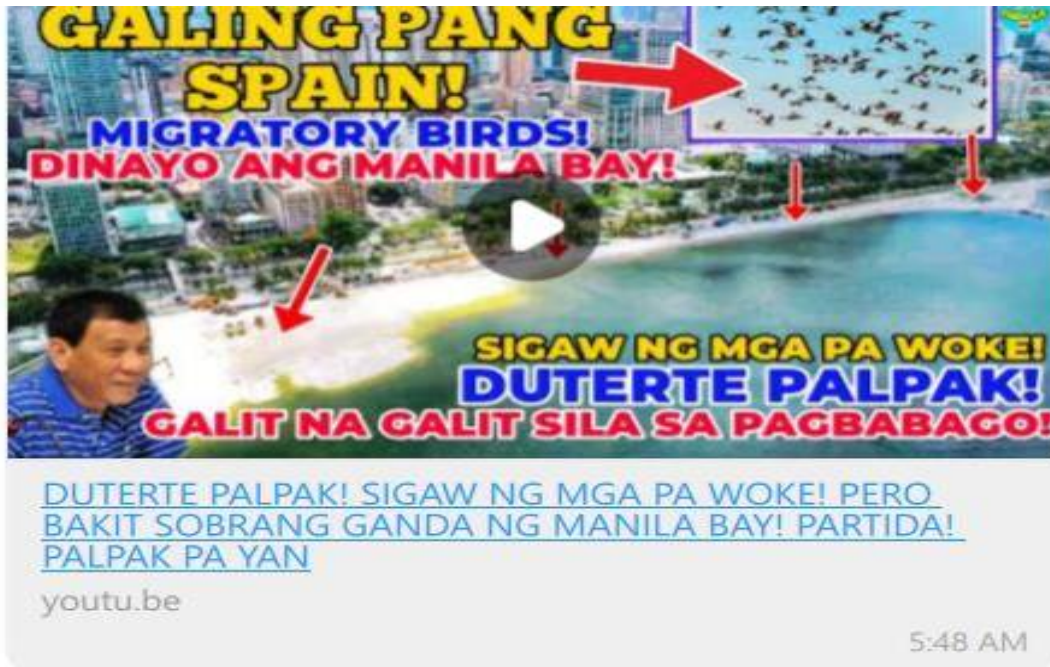 GALING PANG
SPAIN!
MIGRATORY BIRDS!
DINAYO ANG MANILA BAY!
SIGAW NG MGA PA WOKE!
DUTERTE PALPAK!
GALIT NA GALIT SILA SA PAGBABAGO!
DUTERTE PALPAK! SIGAW NG MGA PA WOKE! PERO
BAKIT SOBRANG GANDA NG MANILA BAY! PARTIDA!
PALPAK PA YAN
youtu.be
5:48 AM